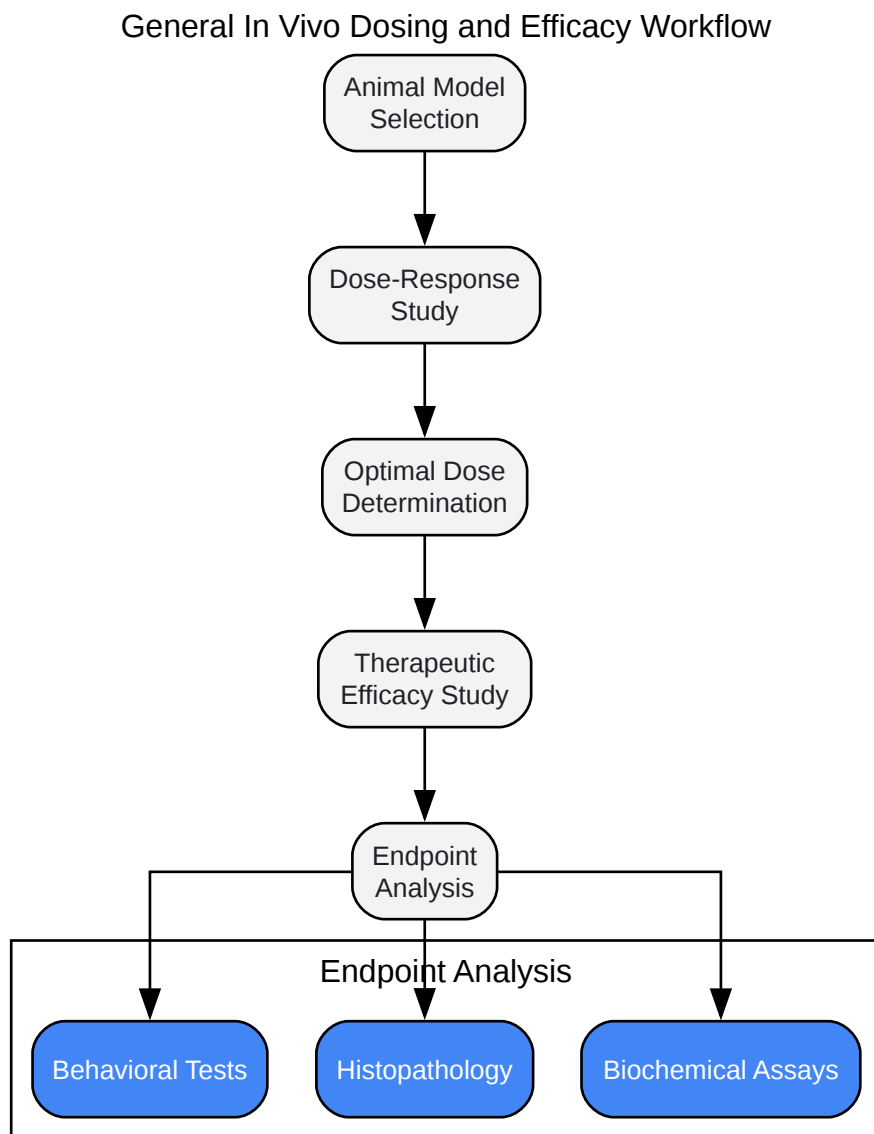 General In Vivo Dosing and Efficacy Workflow
Animal Model
Selection
Dose-Response
Study
Optimal Dose
Determination
Therapeutic
Efficacy Study
Endpoint
Analysis
Endpoint Analysis
Behavioral Tests
Histopathology
Biochemical Assays